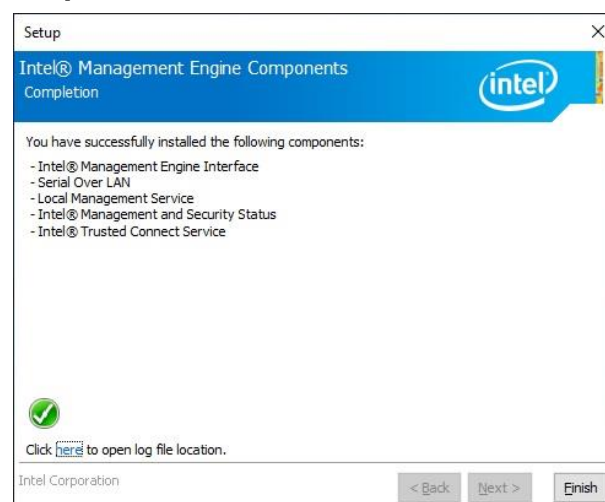 Setup
Intel® Management Engine Components
Completion
intel
You have successfully installed the following components:
- Intel® Management Engine Interface
- Serial Over LAN
- Local Management Service
- Intel® Management and Security Status
- Intel® Trusted Connect Service
Click here to open log file location.
Intel Corporation
< Back Next > Finish